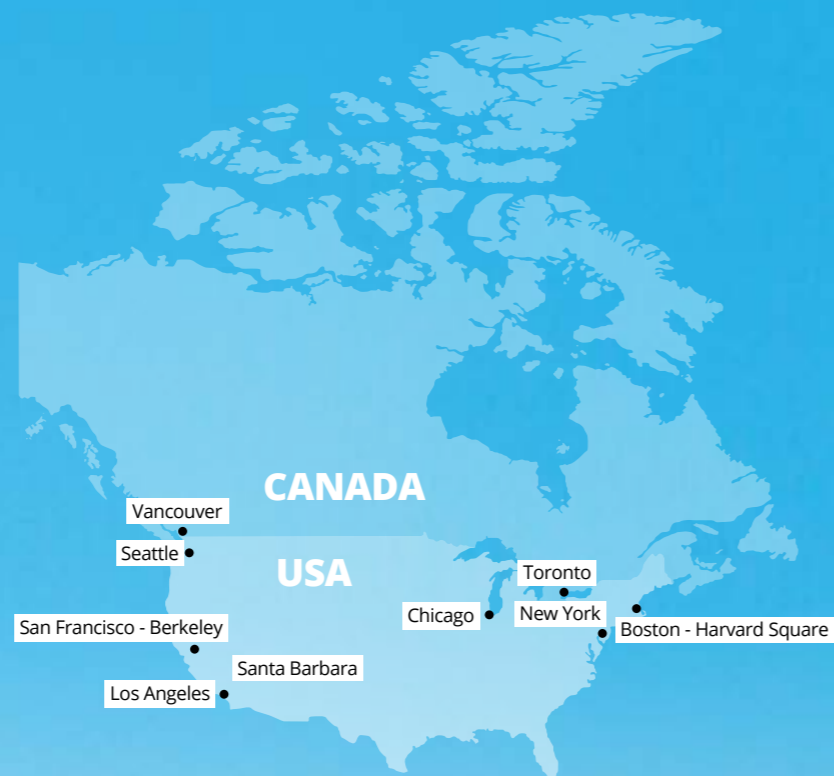 CANADA
Vancouver
Seattle
USA
Toronto
Chicago
New York
San Francisco - Berkeley
Boston - Harvard Square
Santa Barbara
Los Angeles